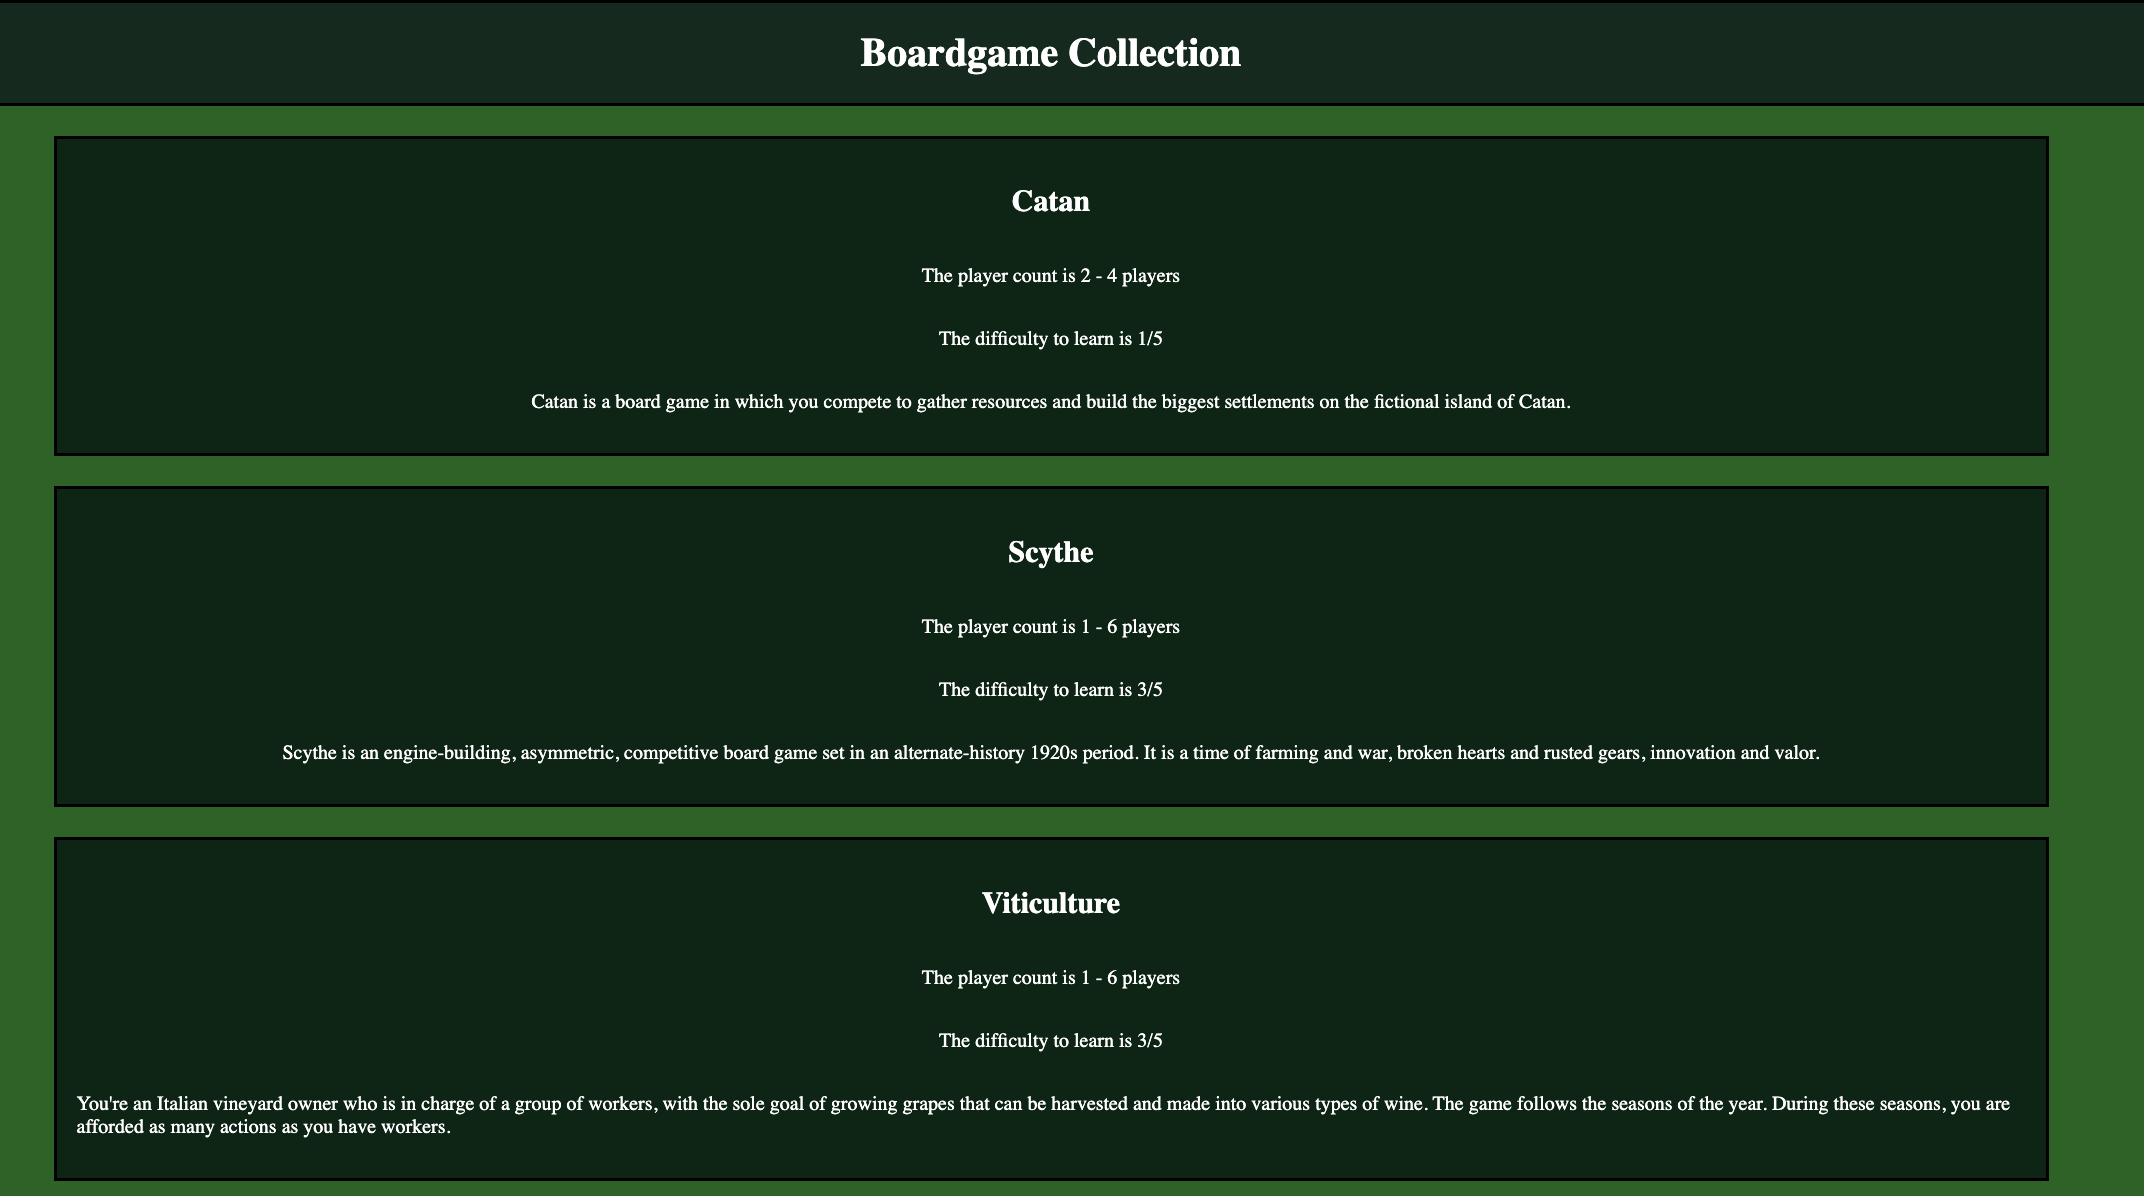 Boardgame Collection
Catan
The player count is 2 - 4 players
The difficulty to learn is 1/5
Catan is a board game in which you compete to gather resources and build the biggest settlements on the fictional island of Catan.
Scythe
The player count is 1 - 6 players
The difficulty to learn is 3/5
Scythe is an engine-building, asymmetric, competitive board game set in an alternate-history 1920s period. It is a time of farming and war, broken hearts and rusted gears, innovation and valor.
Viticulture
The player count is 1 - 6 players
The difficulty to learn is 3/5
You're an Italian vineyard owner who is in charge of a group of workers, with the sole goal of growing grapes that can be harvested and made into various types of wine. The game follows the seasons of the year. During these seasons, you are
afforded as many actions as you have workers.